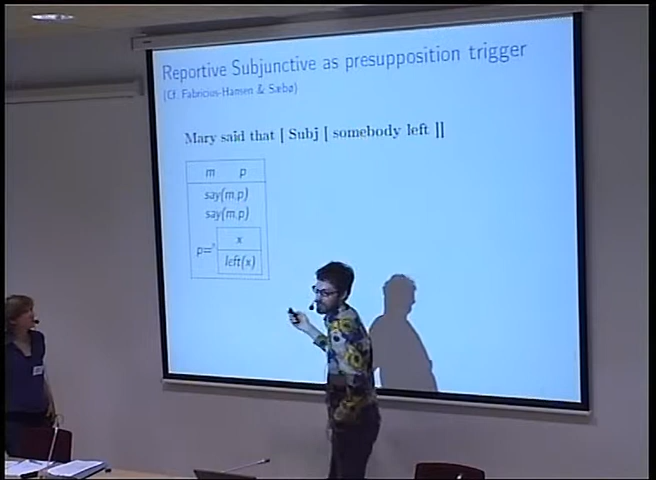 Reportive Subjunctive as presupposition trigger
(Cf. Fabricius-Hansen & Sæbø)
Mary said that [ Subj [ somebody left ]]
m p
say(m,p)
say(m,p)
x
p=^
left(x)